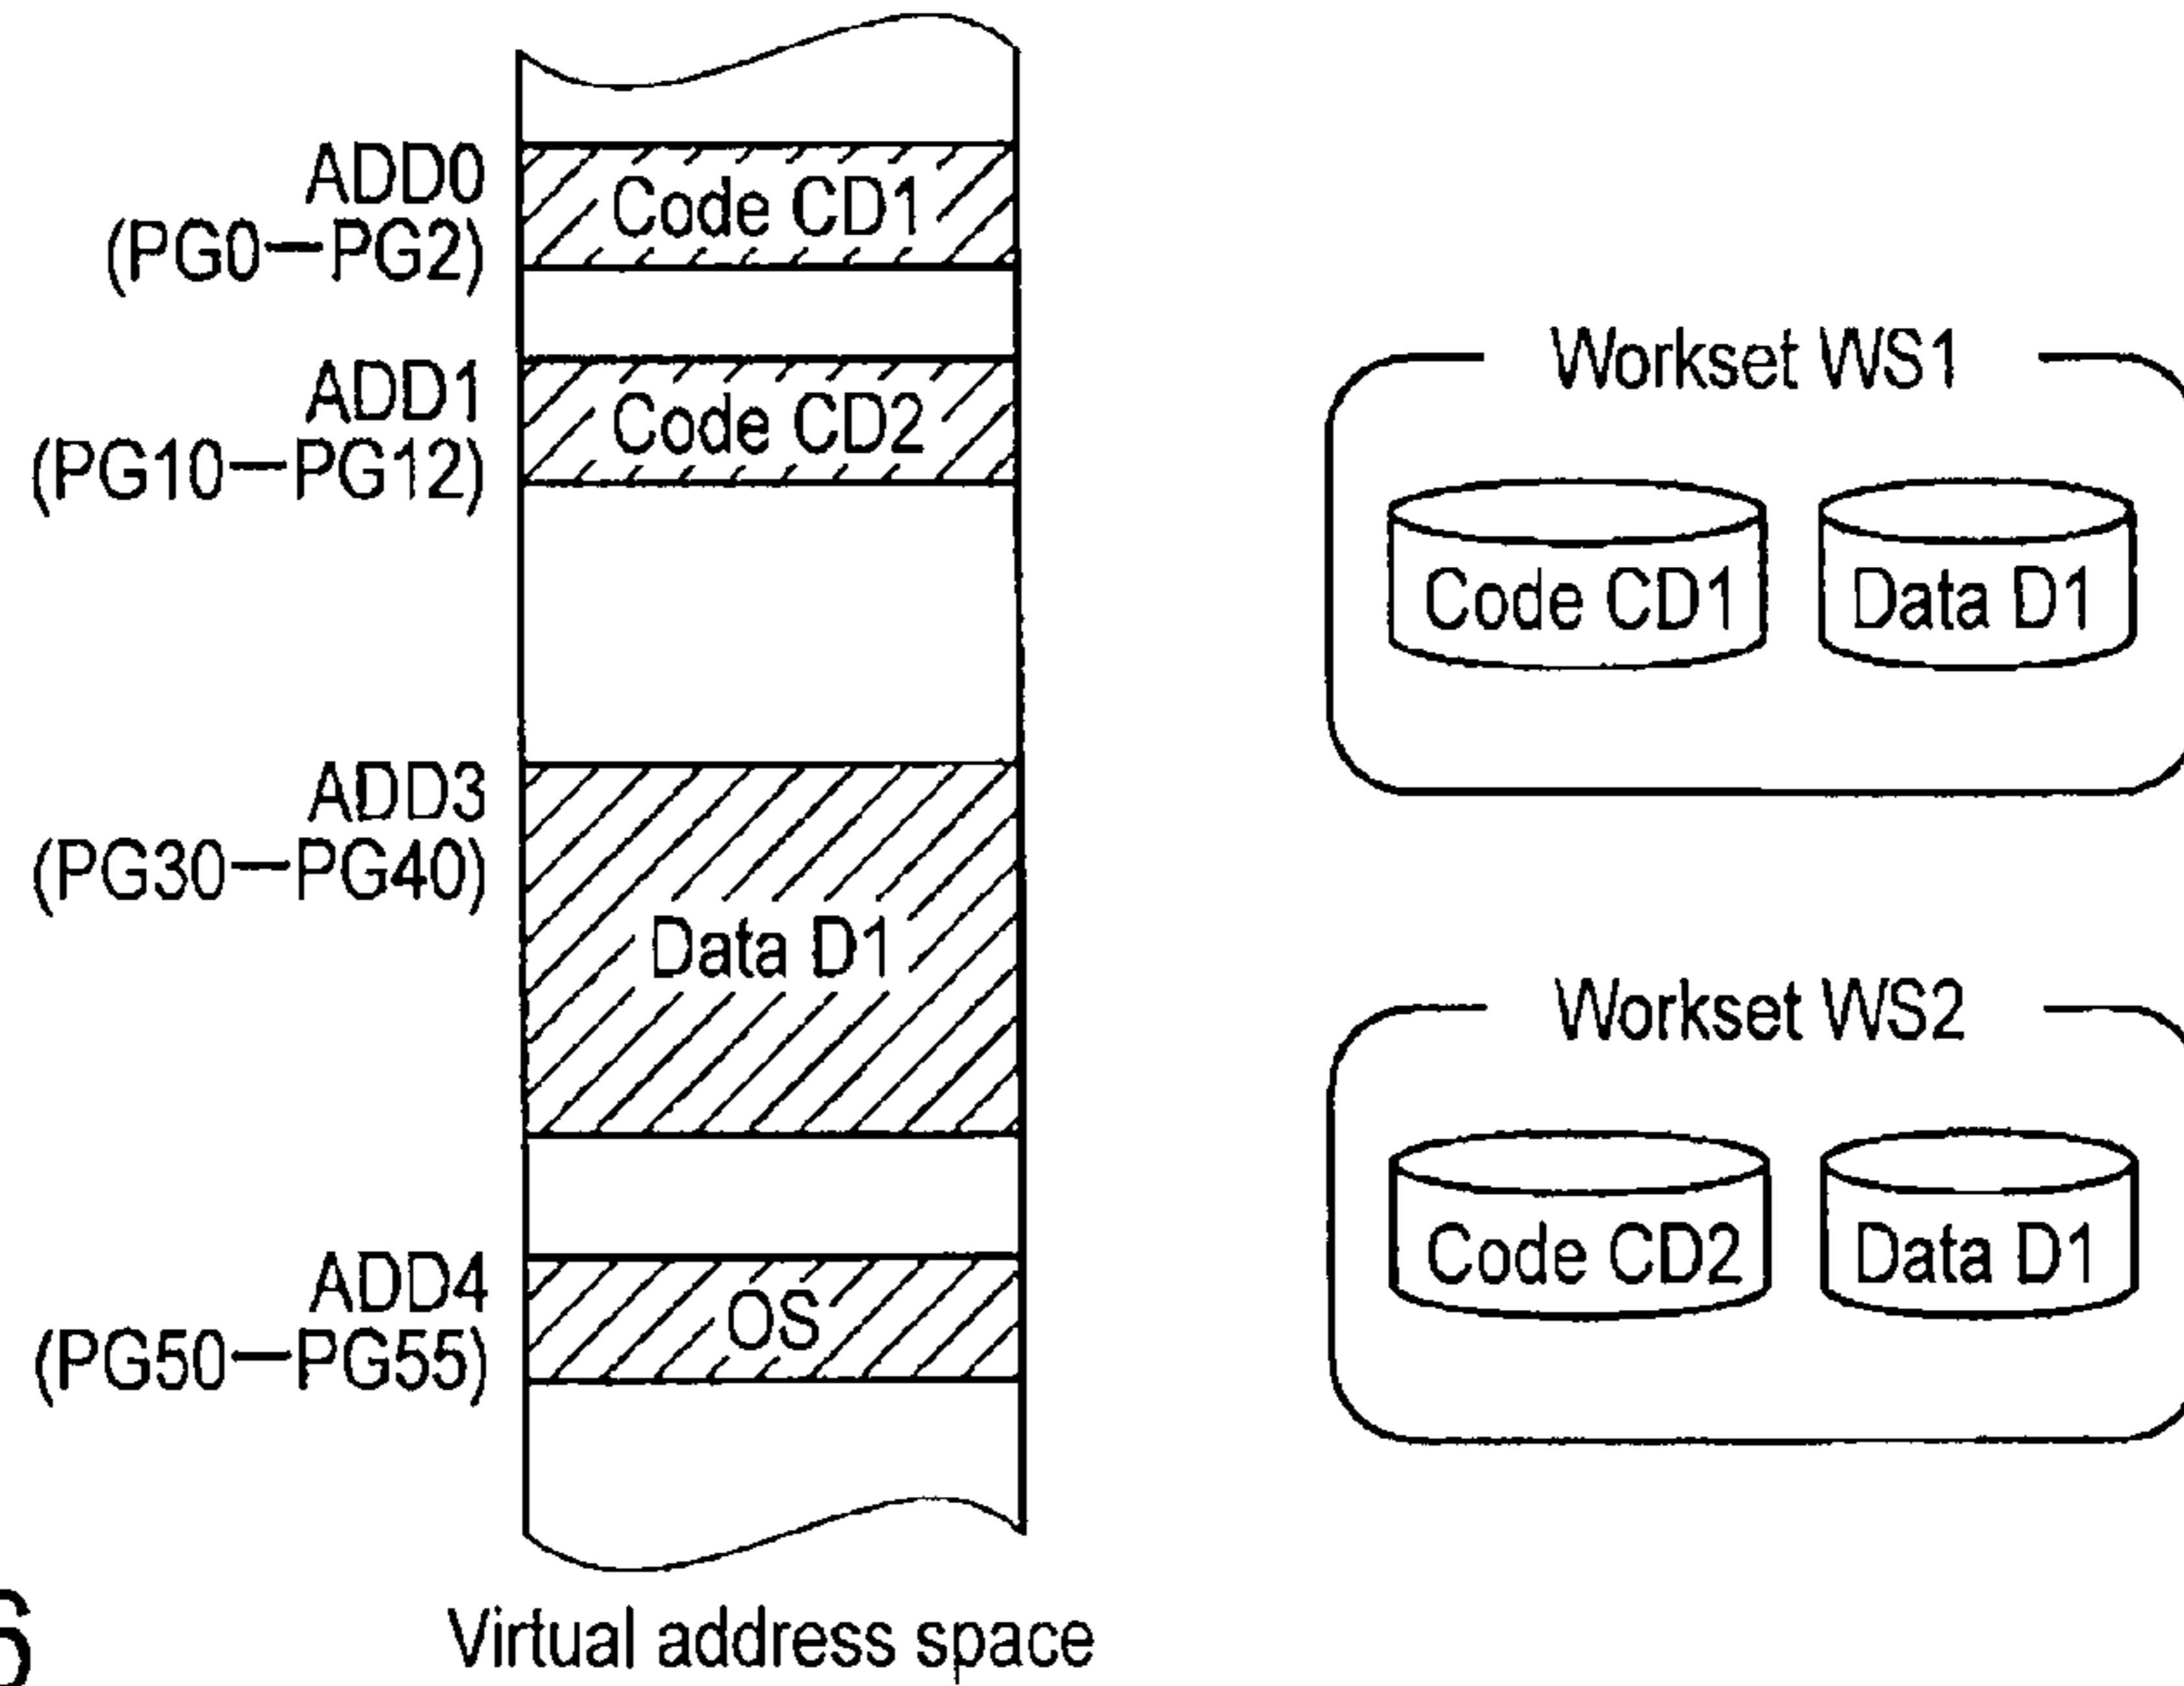 ADD0
(PG0—PG2)
Code CD1
ADD1
(PG10—PG12)
Code CD2
ADD3
(PG30—PG40)
Data D1
ADD4
(PG50—PG55)
OS
Virtual address space
Workset WS1
Code CD1
Data D1
Workset WS2
Code CD2
Data D1